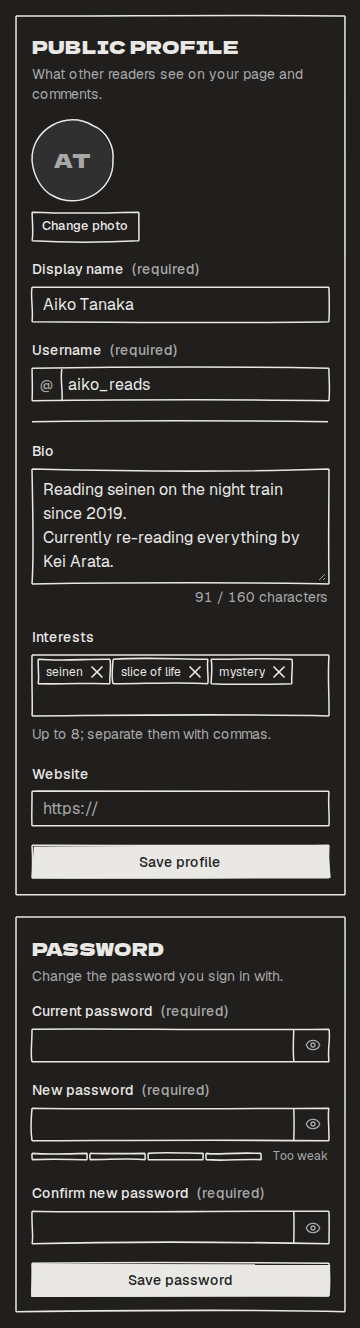 PUBLIC PROFILE
What other readers see on your page and
comments.
AT
Change photo
Display name (required)
Aiko Tanaka
Username (required)
@ aiko_reads
Bio
Reading seinen on the night train
since 2019.
Currently re-reading everything by
Kei Arata.
91 / 160 characters
Interests
seinen slice of life mystery
Up to 8; separate them with commas.
Website
https://
Save profile
PASSWORD
Change the password you sign in with.
Current password (required)
New password (required)
Too weak
Confirm new password (required)
Save password